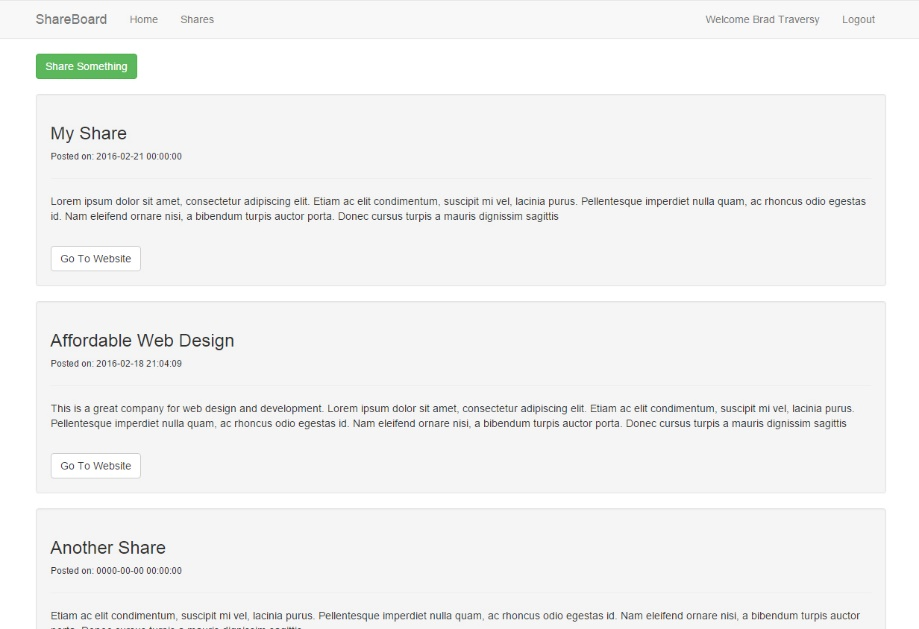 ShareBoard Home Shares Welcome Brad Traversy Logout
Share Something
My Share
Posted on: 2016-02-21 00:00:00
Lorem ipsum dolor sit amet, consectetur adipiscing elit. Etiam ac elit condimentum, suscipit mi vel, lacinia purus. Pellentesque imperdiet nulla quam, ac rhoncus odio egestas
id. Nam eleifend ornare nisi, a bibendum turpis auctor porta. Donec cursus turpis a mauris dignissim sagittis
Go To Website
Affordable Web Design
Posted on: 2016-02-18 21:04:09
This is a great company for web design and development. Lorem ipsum dolor sit amet, consectetur adipiscing elit. Etiam ac elit condimentum, suscipit mi vel, lacinia purus.
Pellentesque imperdiet nulla quam, ac rhoncus odio egestas id. Nam eleifend ornare nisi, a bibendum turpis auctor porta. Donec cursus turpis a mauris dignissim sagittis
Go To Website
Another Share
Posted on: 0000-00-00 00:00:00
Etiam ac elit condimentum, suscipit mi vel, lacinia purus. Pellentesque imperdiet nulla quam, ac rhoncus odio egestas id. Nam eleifend ornare nisi, a bibendum turpis auctor
porta. Donec cursus turpis a mauris dignissim sagittis